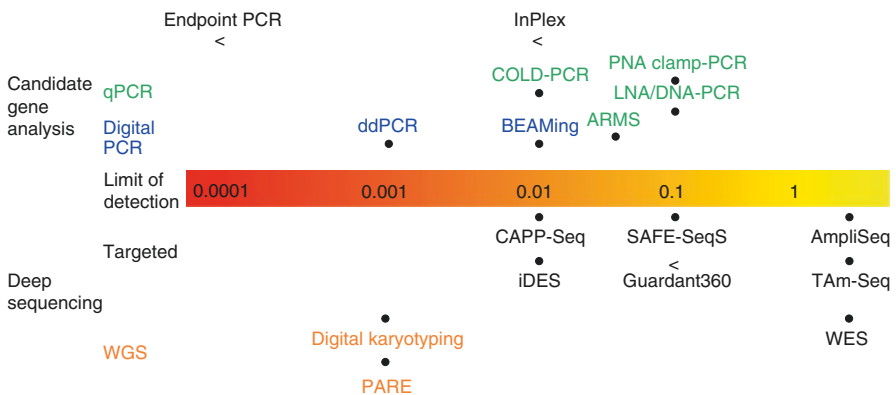 Endpoint PCR InPlex
< <
Candidate
gene
analysis
qPCR
COLD-PCR
PNA clamp-PCR
LNA/DNA-PCR
Digital
PCR
ddPCR BEAMing ARMS
Limit of
detection
0.0001 0.001 0.01 0.1 1
Targeted
CAPP-Seq SAFE-SeqS AmpliSeq
<
Deep
sequencing
iDES Guardant360 TAm-Seq
WGS
Digital karyotyping WES
PARE